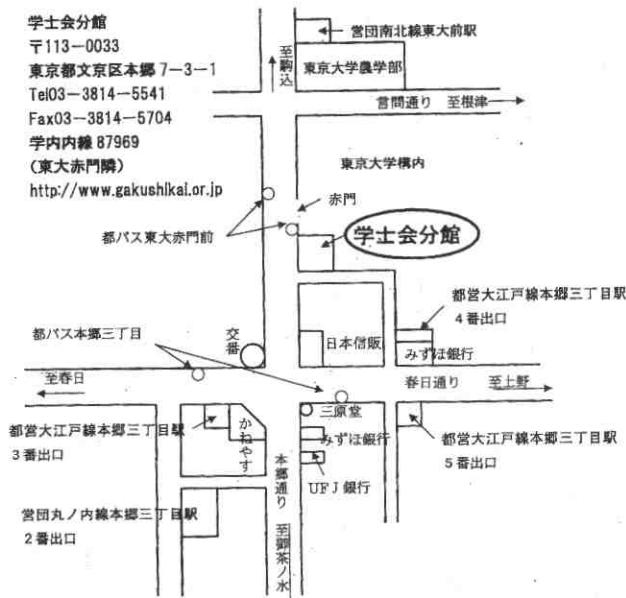 学士会分館
〒113-0033
東京都文京区本郷7-3-1
Tel03-3814-5541
Fax03-3814-5704
学内内線87969
(東大赤門隣)
http://www.gakushikai.or.jp
営団南北線東大前駅
至駒込
東京大学農学部
言問通り 至根津
東京大学構内
赤門
都バス東大赤門前
学士会分館
都営大江戸線本郷三丁目駅
4番出口
都バス本郷三丁目
交番
日本信販
みずほ銀行
至春日
春日通り 至上野
三原堂
都営大江戸線本郷三丁目駅
3番出口
かねやす
みずほ銀行
都営大江戸線本郷三丁目駅
5番出口
本郷通り 至御茶ノ水
UFJ銀行
営団丸ノ内線本郷三丁目駅
2番出口